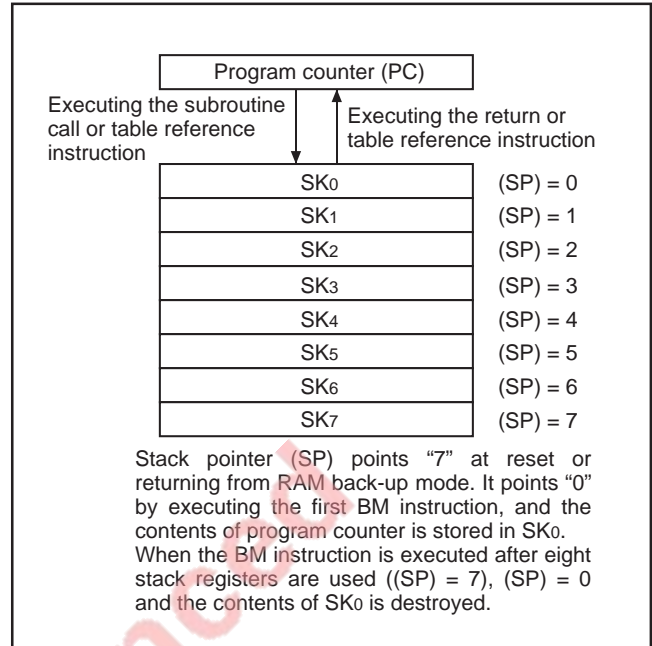 Program counter (PC)
Executing the subroutine
call or table reference
instruction
Executing the return or
table reference instruction
SK0 (SP) = 0
SK1 (SP) = 1
SK2 (SP) = 2
SK3 (SP) = 3
SK4 (SP) = 4
SK5 (SP) = 5
SK6 (SP) = 6
SK7 (SP) = 7
Stack pointer (SP) points “7” at reset or
returning from RAM back-up mode. It points “0”
by executing the first BM instruction, and the
contents of program counter is stored in SK0.
When the BM instruction is executed after eight
stack registers are used ((SP) = 7), (SP) = 0
and the contents of SK0 is destroyed.
nced